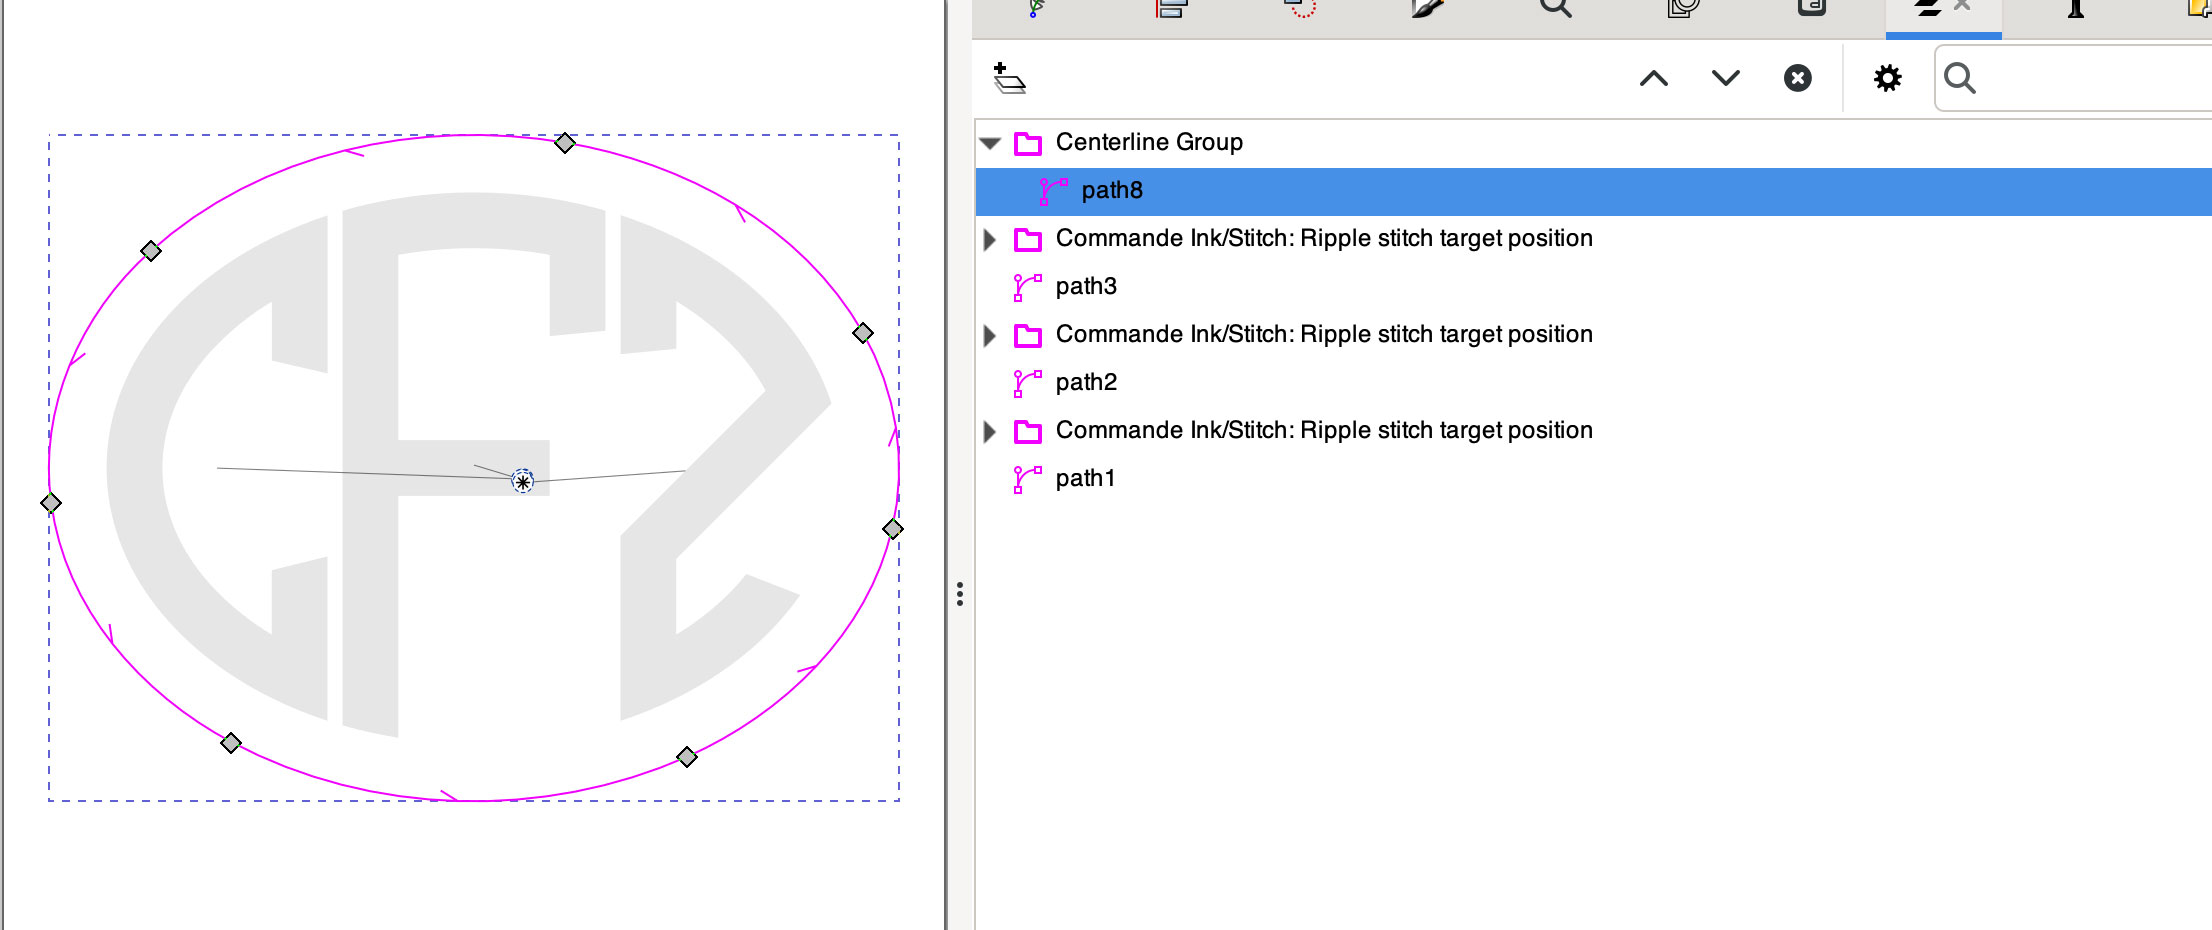 CFZ
Centerline Group
path8
Commande Ink/Stitch: Ripple stitch target position
path3
Commande Ink/Stitch: Ripple stitch target position
path2
Commande Ink/Stitch: Ripple stitch target position
path1